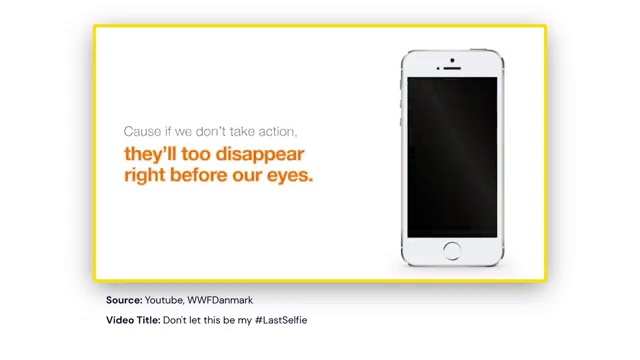 Cause if we don't take action,
they'll too disappear
right before our eyes.
Source: Youtube, WWFDanmark
Video Title: Don't let this be my #LastSelfie